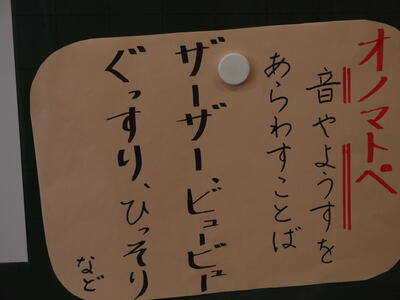 オノマトペ
音やようすを
あらわすことば
ザーザー、ビュービュー
ぐっすり、ひっそり
など